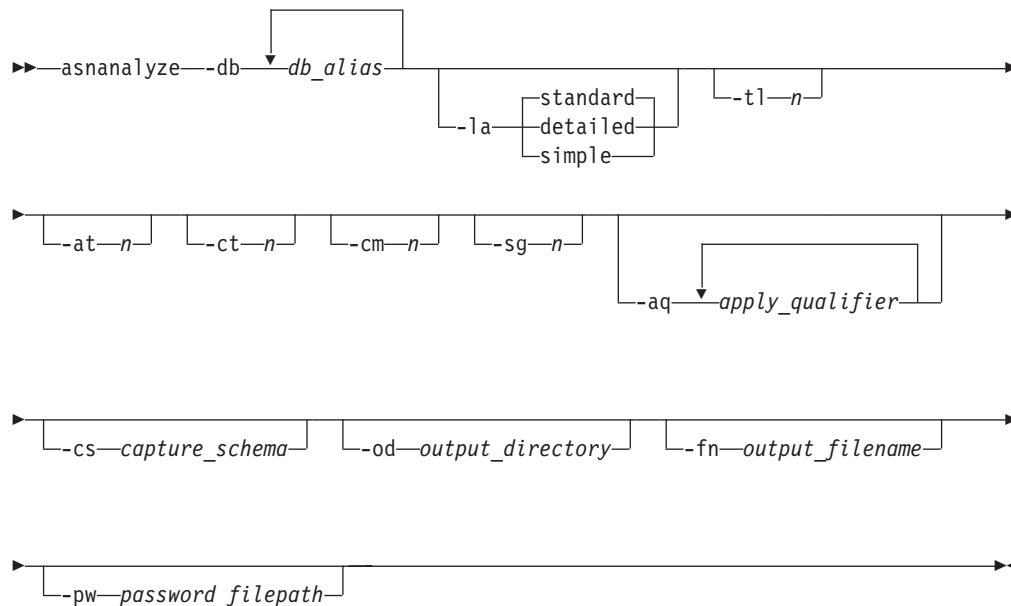 asnanalyze -db db_alias
-la standard -tl n
detailed
simple
-at n -ct n -cm n -sg n
-aq apply_qualifier
-cs capture_schema -od output_directory -fn output_filename
-pw password filepath